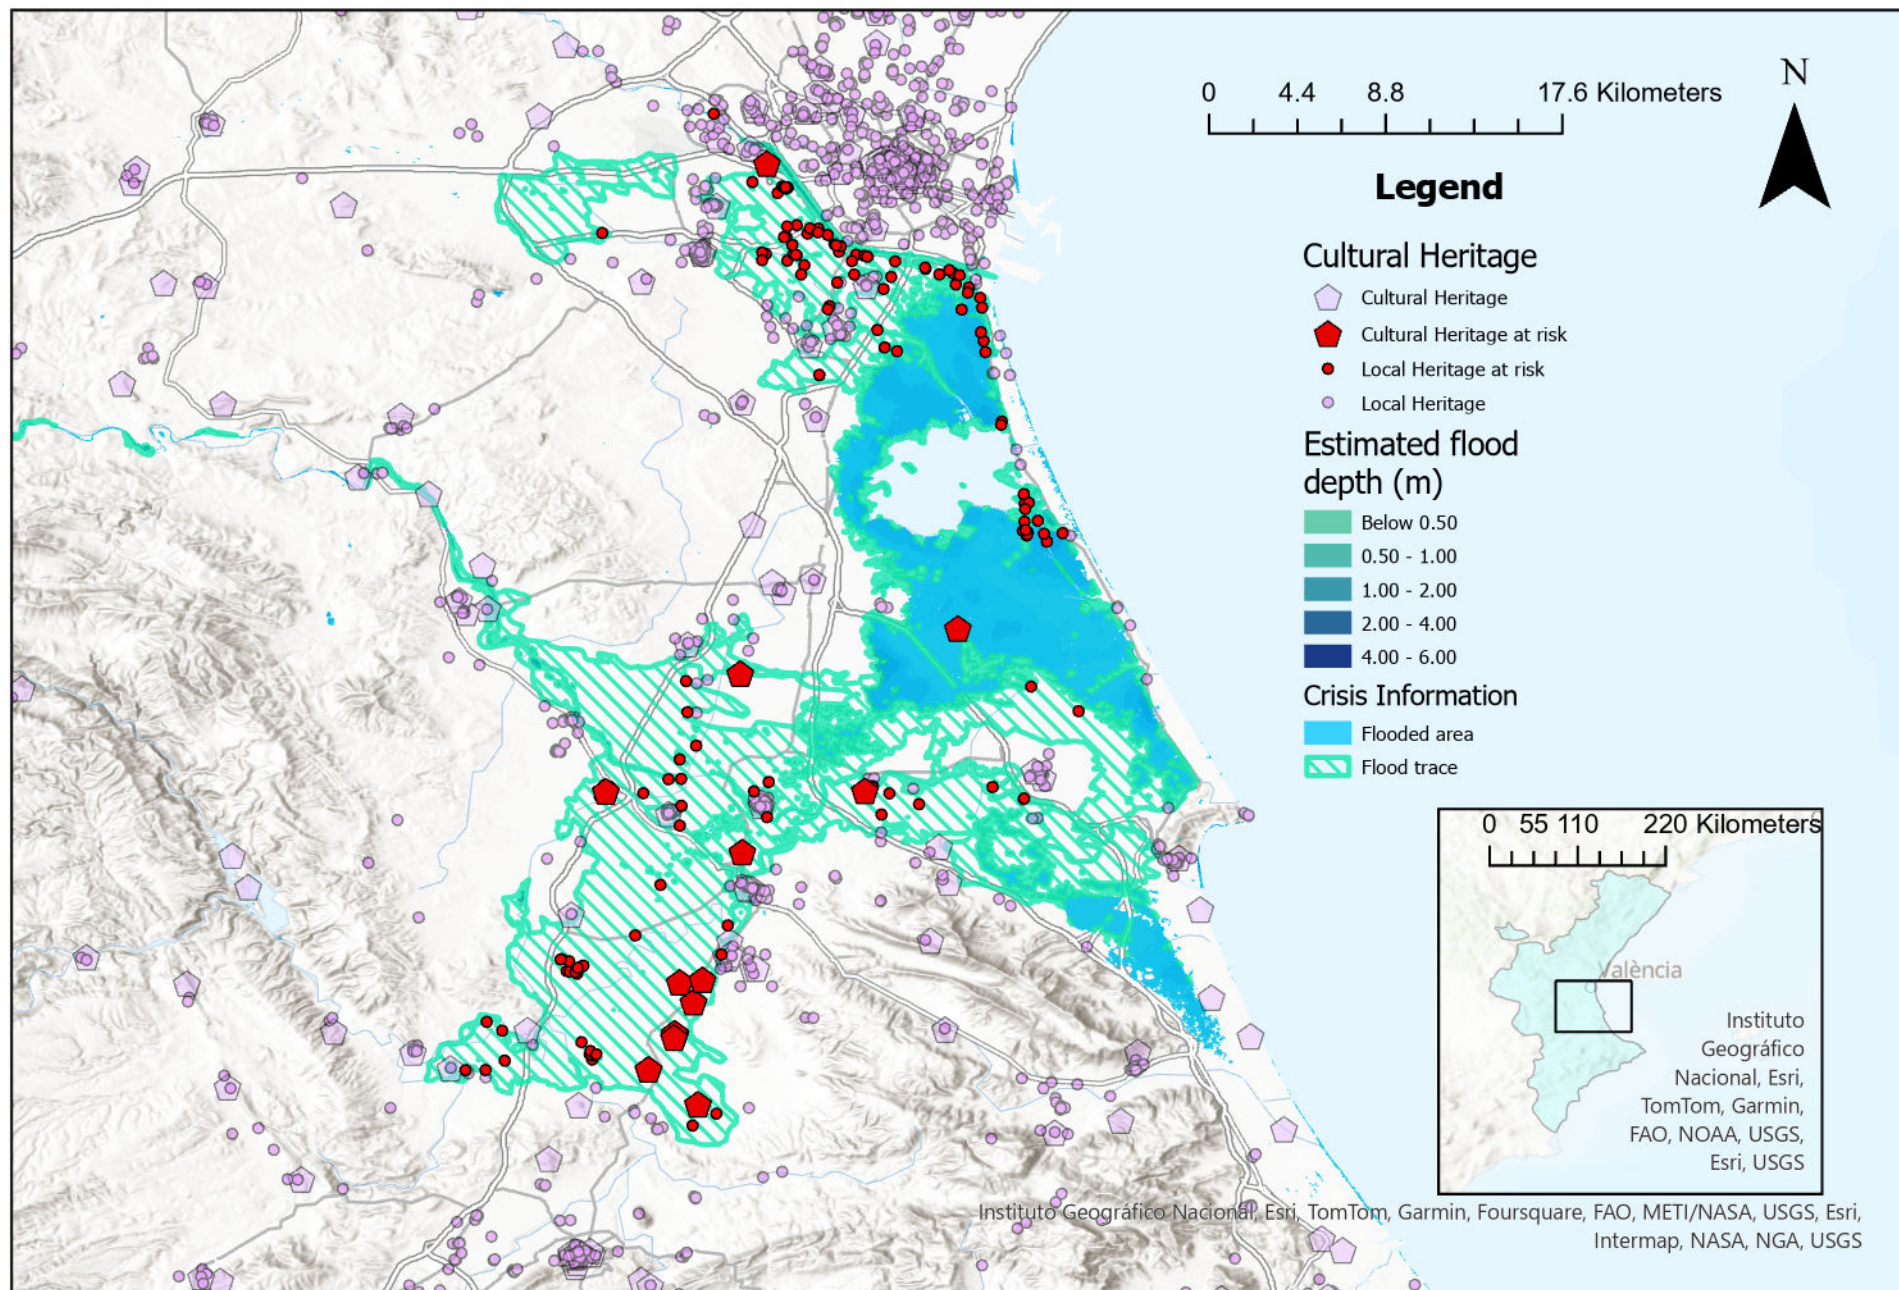 0 4.4 8.8 17.6 Kilometers
N
Legend
Cultural Heritage
Cultural Heritage
Cultural Heritage at risk
Local Heritage at risk
Local Heritage
Estimated flood
depth (m)
Below 0.50
0.50 - 1.00
1.00 - 2.00
2.00 - 4.00
4.00 - 6.00
Crisis Information
Flooded area
Flood trace
0 55 110 220 Kilometers
València
Instituto
Geográfico
Nacional, Esri,
TomTom, Garmin,
FAO, NOAA, USGS,
Esri, USGS
Instituto Geográfico Nacional, Esri, TomTom, Garmin, Foursquare, FAO, METI/NASA, USGS, Esri,
Intermap, NASA, NGA, USGS